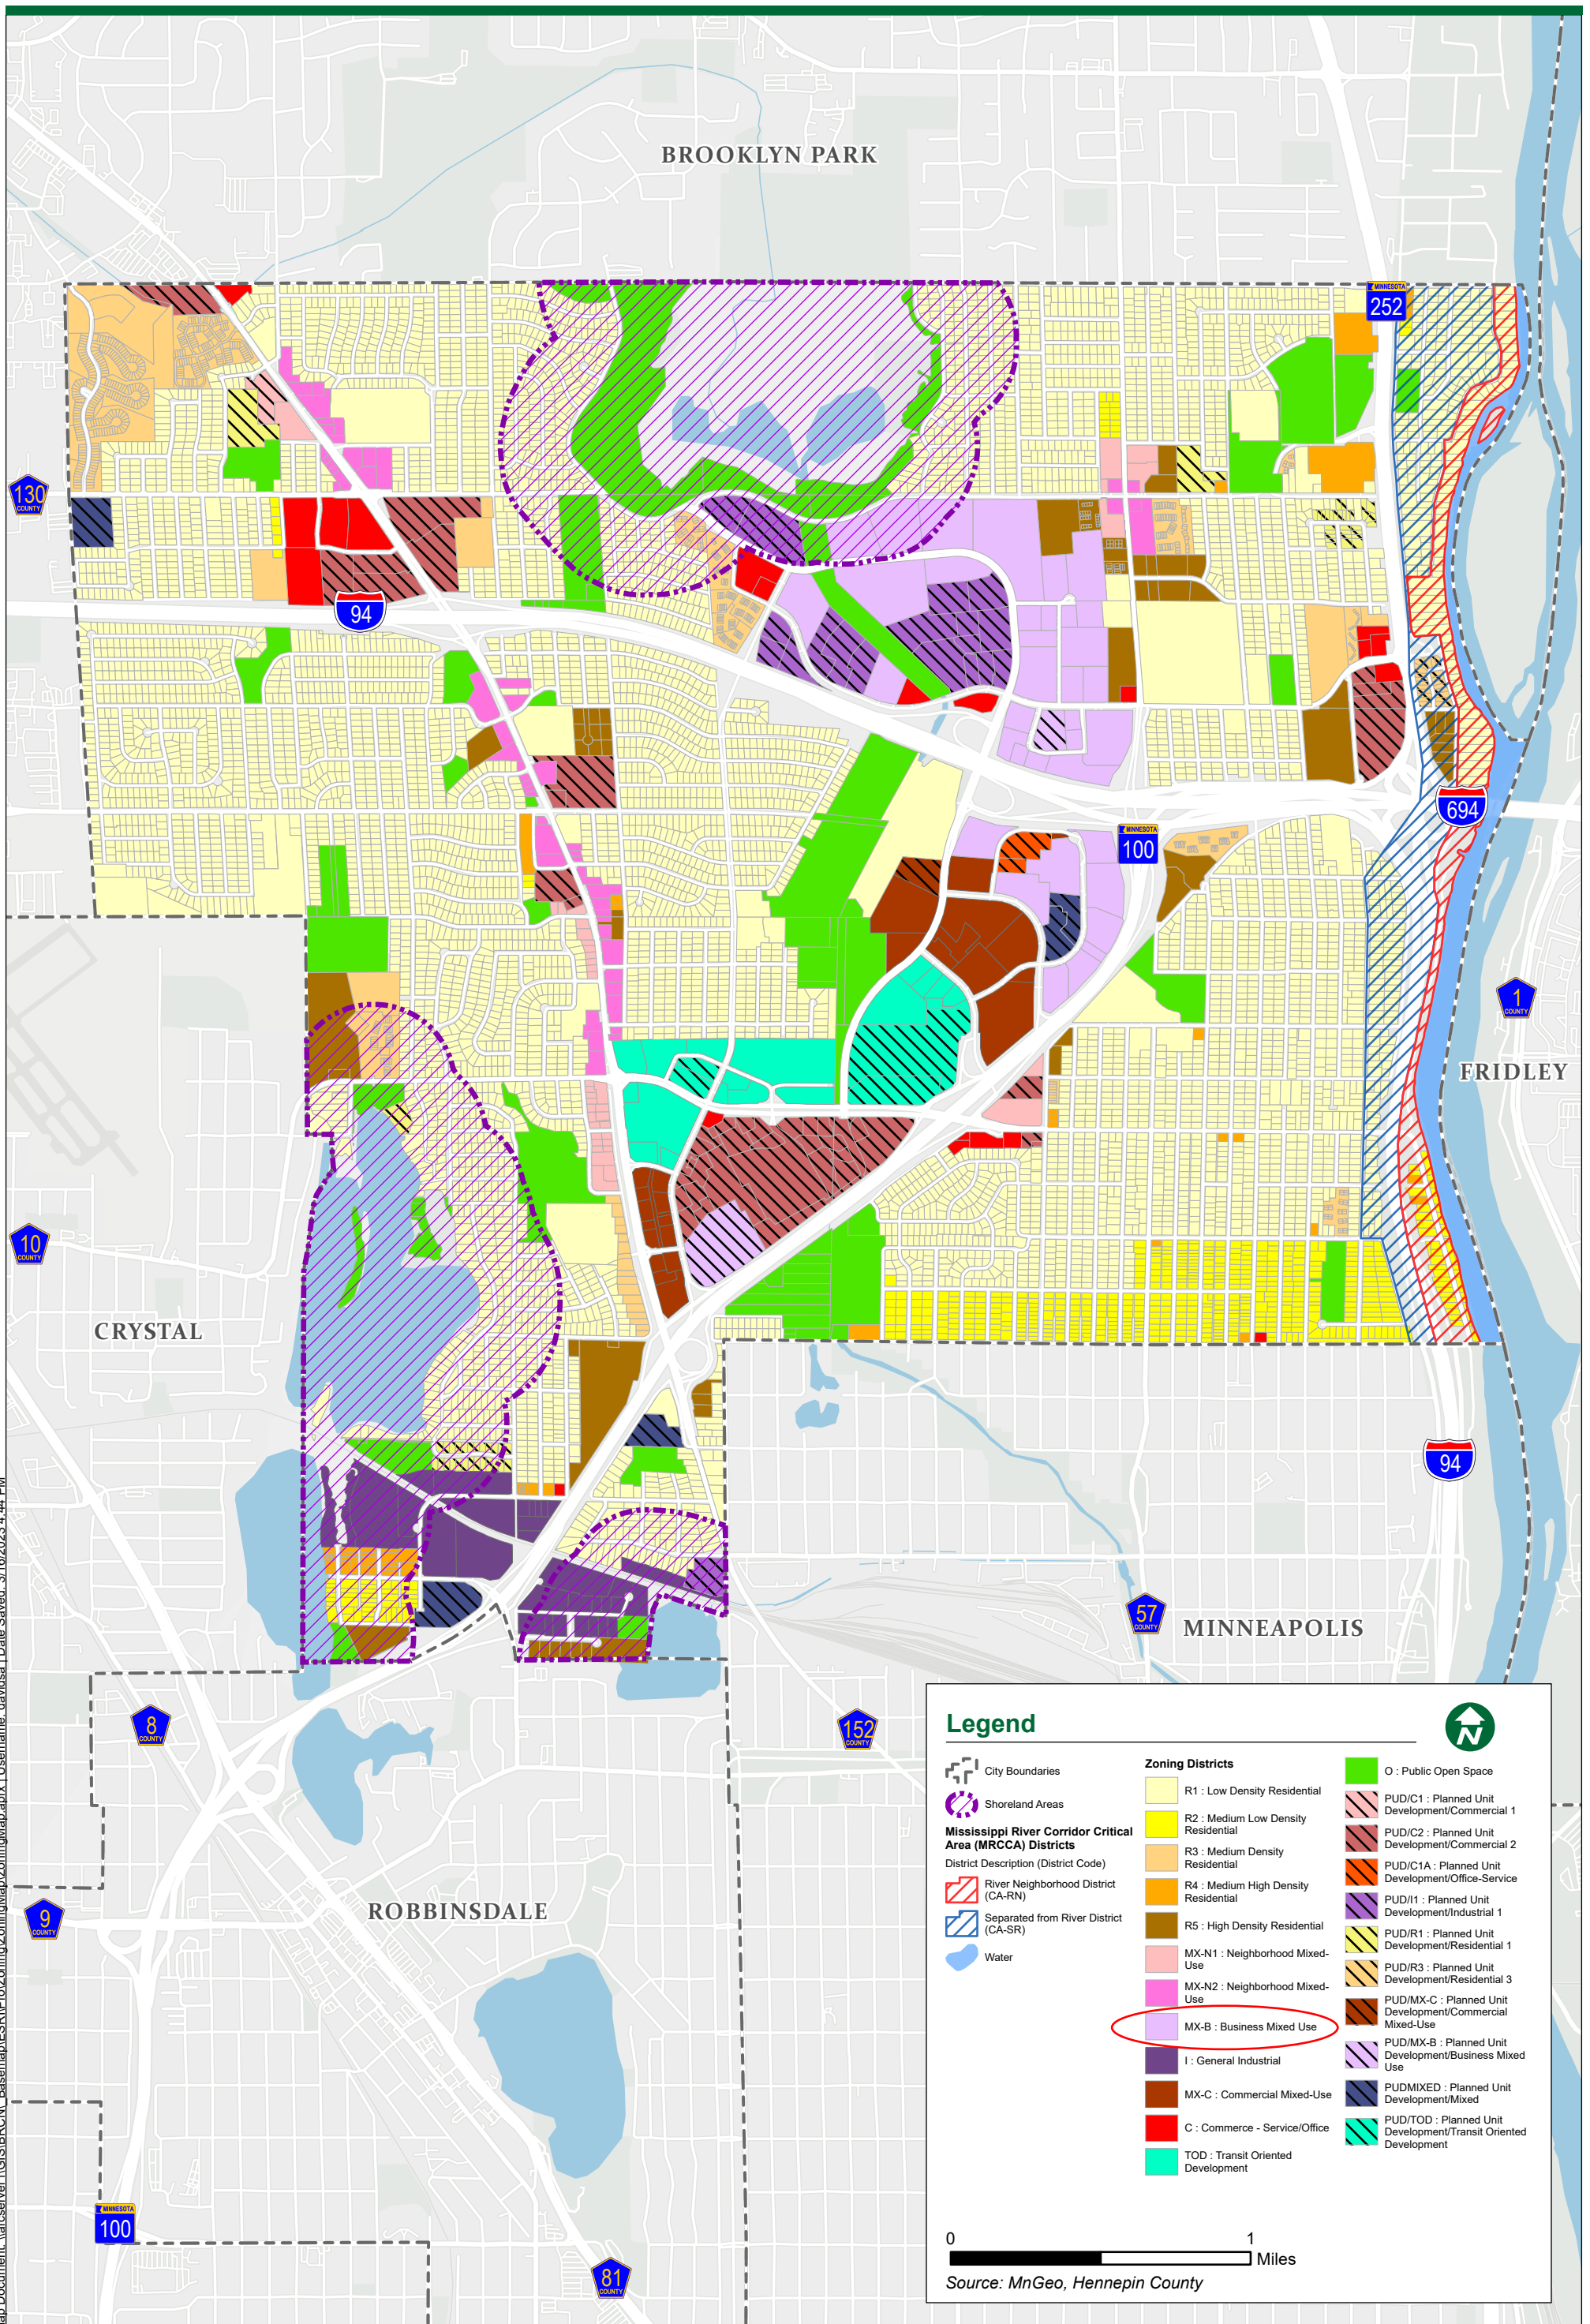 BROOKLYN PARK
MINNESOTA
252
130
COUNTY
94
694
MINNESOTA
100
1
COUNTY
FRIDLEY
10
COUNTY
CRYSTAL
94
57
COUNTY
MINNEAPOLIS
8
COUNTY
152
COUNTY
9
COUNTY
ROBBINSDALE
MINNESOTA
100
81
COUNTY
Legend
N
City Boundaries
Shoreland Areas
Mississippi River Corridor Critical
Area (MRCCA) Districts
District Description (District Code)
River Neighborhood District
(CA-RN)
Separated from River District
(CA-SR)
Water
Zoning Districts
R1 : Low Density Residential
R2 : Medium Low Density
Residential
R3 : Medium Density
Residential
R4 : Medium High Density
Residential
R5 : High Density Residential
MX-N1 : Neighborhood Mixed-
Use
MX-N2 : Neighborhood Mixed-
Use
MX-B : Business Mixed Use
I : General Industrial
MX-C : Commercial Mixed-Use
C : Commerce - Service/Office
TOD : Transit Oriented
Development
O : Public Open Space
PUD/C1 : Planned Unit
Development/Commercial 1
PUD/C2 : Planned Unit
Development/Commercial 2
PUD/C1A : Planned Unit
Development/Office-Service
PUD/I1 : Planned Unit
Development/Industrial 1
PUD/R1 : Planned Unit
Development/Residential 1
PUD/R3 : Planned Unit
Development/Residential 3
PUD/MX-C : Planned Unit
Development/Commercial
Mixed-Use
PUD/MX-B : Planned Unit
Development/Business Mixed
Use
PUDMIXED : Planned Unit
Development/Mixed
PUD/TOD : Planned Unit
Development/Transit Oriented
Development
0 1
Miles
Source: MnGeo, Hennepin County